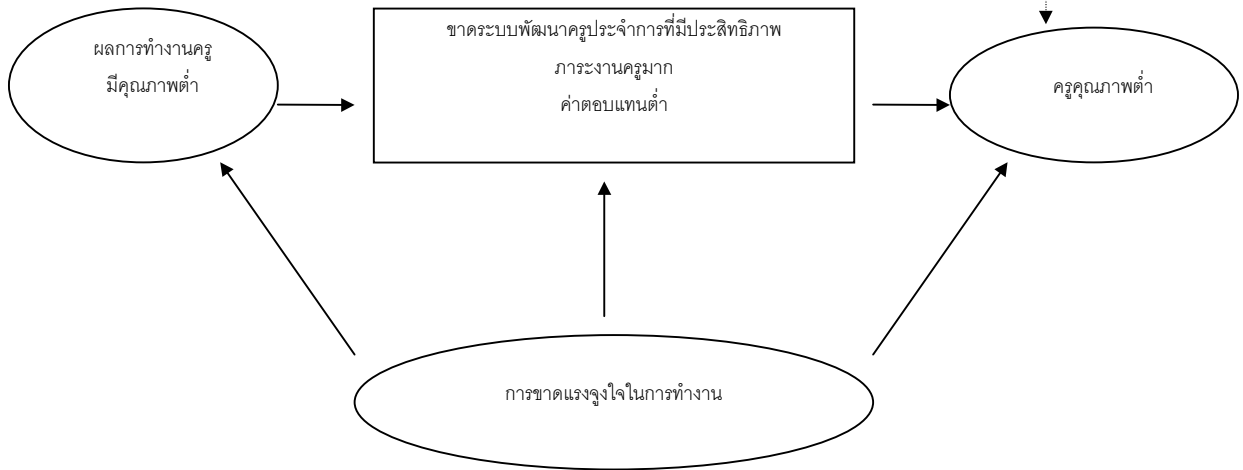 ผลการทำงานครู
มีคุณภาพต่ำ
ขาดระบบพัฒนาครูประจำการที่มีประสิทธิภาพ
ภาระงานครูมาก
ค่าตอบแทนต่ำ
ครูคุณภาพต่ำ
การขาดแรงจูงใจในการทำงาน